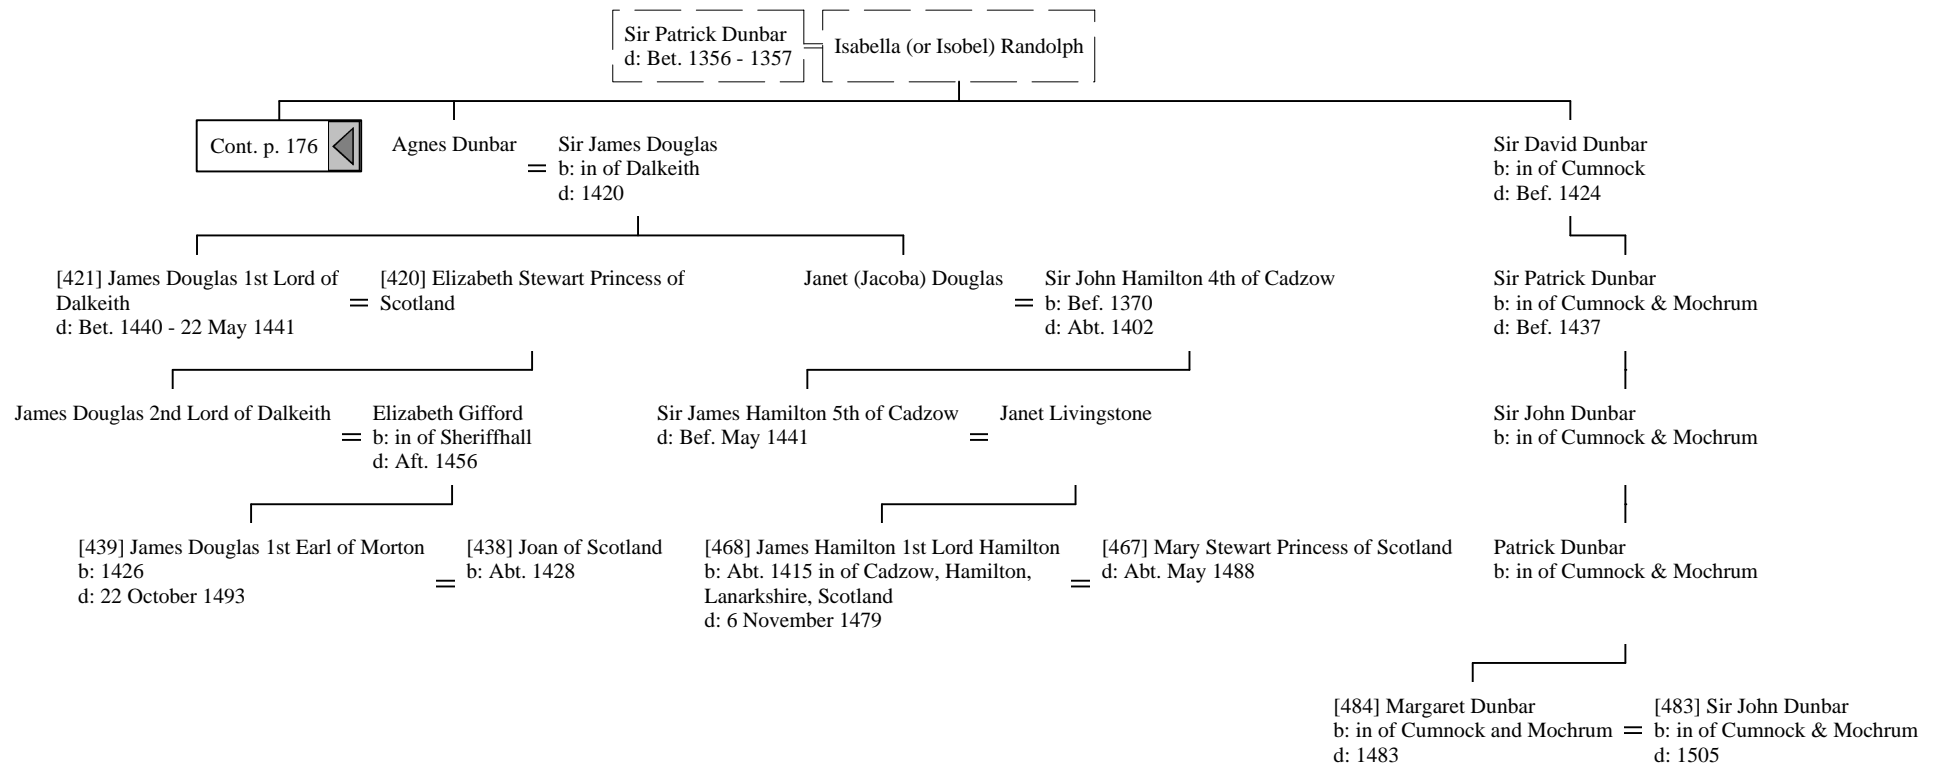 Sir Patrick Dunbar
d: Bet. 1356 - 1357
=
Isabella (or Isobel) Randolph
Cont. p. 176
Agnes Dunbar
=
Sir James Douglas
b: in of Dalkeith
d: 1420
Sir David Dunbar
b: in of Cumnock
d: Bef. 1424
[421] James Douglas 1st Lord of
Dalkeith
d: Bet. 1440 - 22 May 1441
=
[420] Elizabeth Stewart Princess of
Scotland
Janet (Jacoba) Douglas
=
Sir John Hamilton 4th of Cadzow
b: Bef. 1370
d: Abt. 1402
Sir Patrick Dunbar
b: in of Cumnock & Mochrum
d: Bef. 1437
James Douglas 2nd Lord of Dalkeith
=
Elizabeth Gifford
b: in of Sheriffhall
d: Aft. 1456
Sir James Hamilton 5th of Cadzow
d: Bef. May 1441
=
Janet Livingstone
Sir John Dunbar
b: in of Cumnock & Mochrum
[439] James Douglas 1st Earl of Morton
b: 1426
d: 22 October 1493
=
[438] Joan of Scotland
b: Abt. 1428
[468] James Hamilton 1st Lord Hamilton
b: Abt. 1415 in of Cadzow, Hamilton,
Lanarkshire, Scotland
d: 6 November 1479
=
[467] Mary Stewart Princess of Scotland
d: Abt. May 1488
Patrick Dunbar
b: in of Cumnock & Mochrum
[484] Margaret Dunbar
b: in of Cumnock and Mochrum
d: 1483
=
[483] Sir John Dunbar
b: in of Cumnock & Mochrum
d: 1505